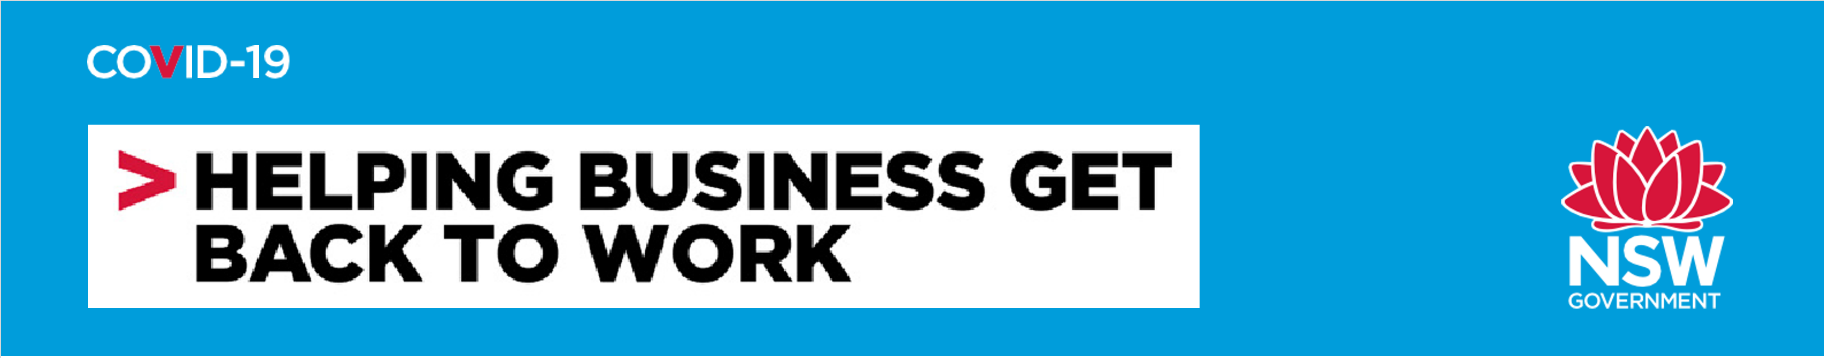 COVID-19
> HELPING BUSINESS GET
BACK TO WORK
NSW
GOVERNMENT